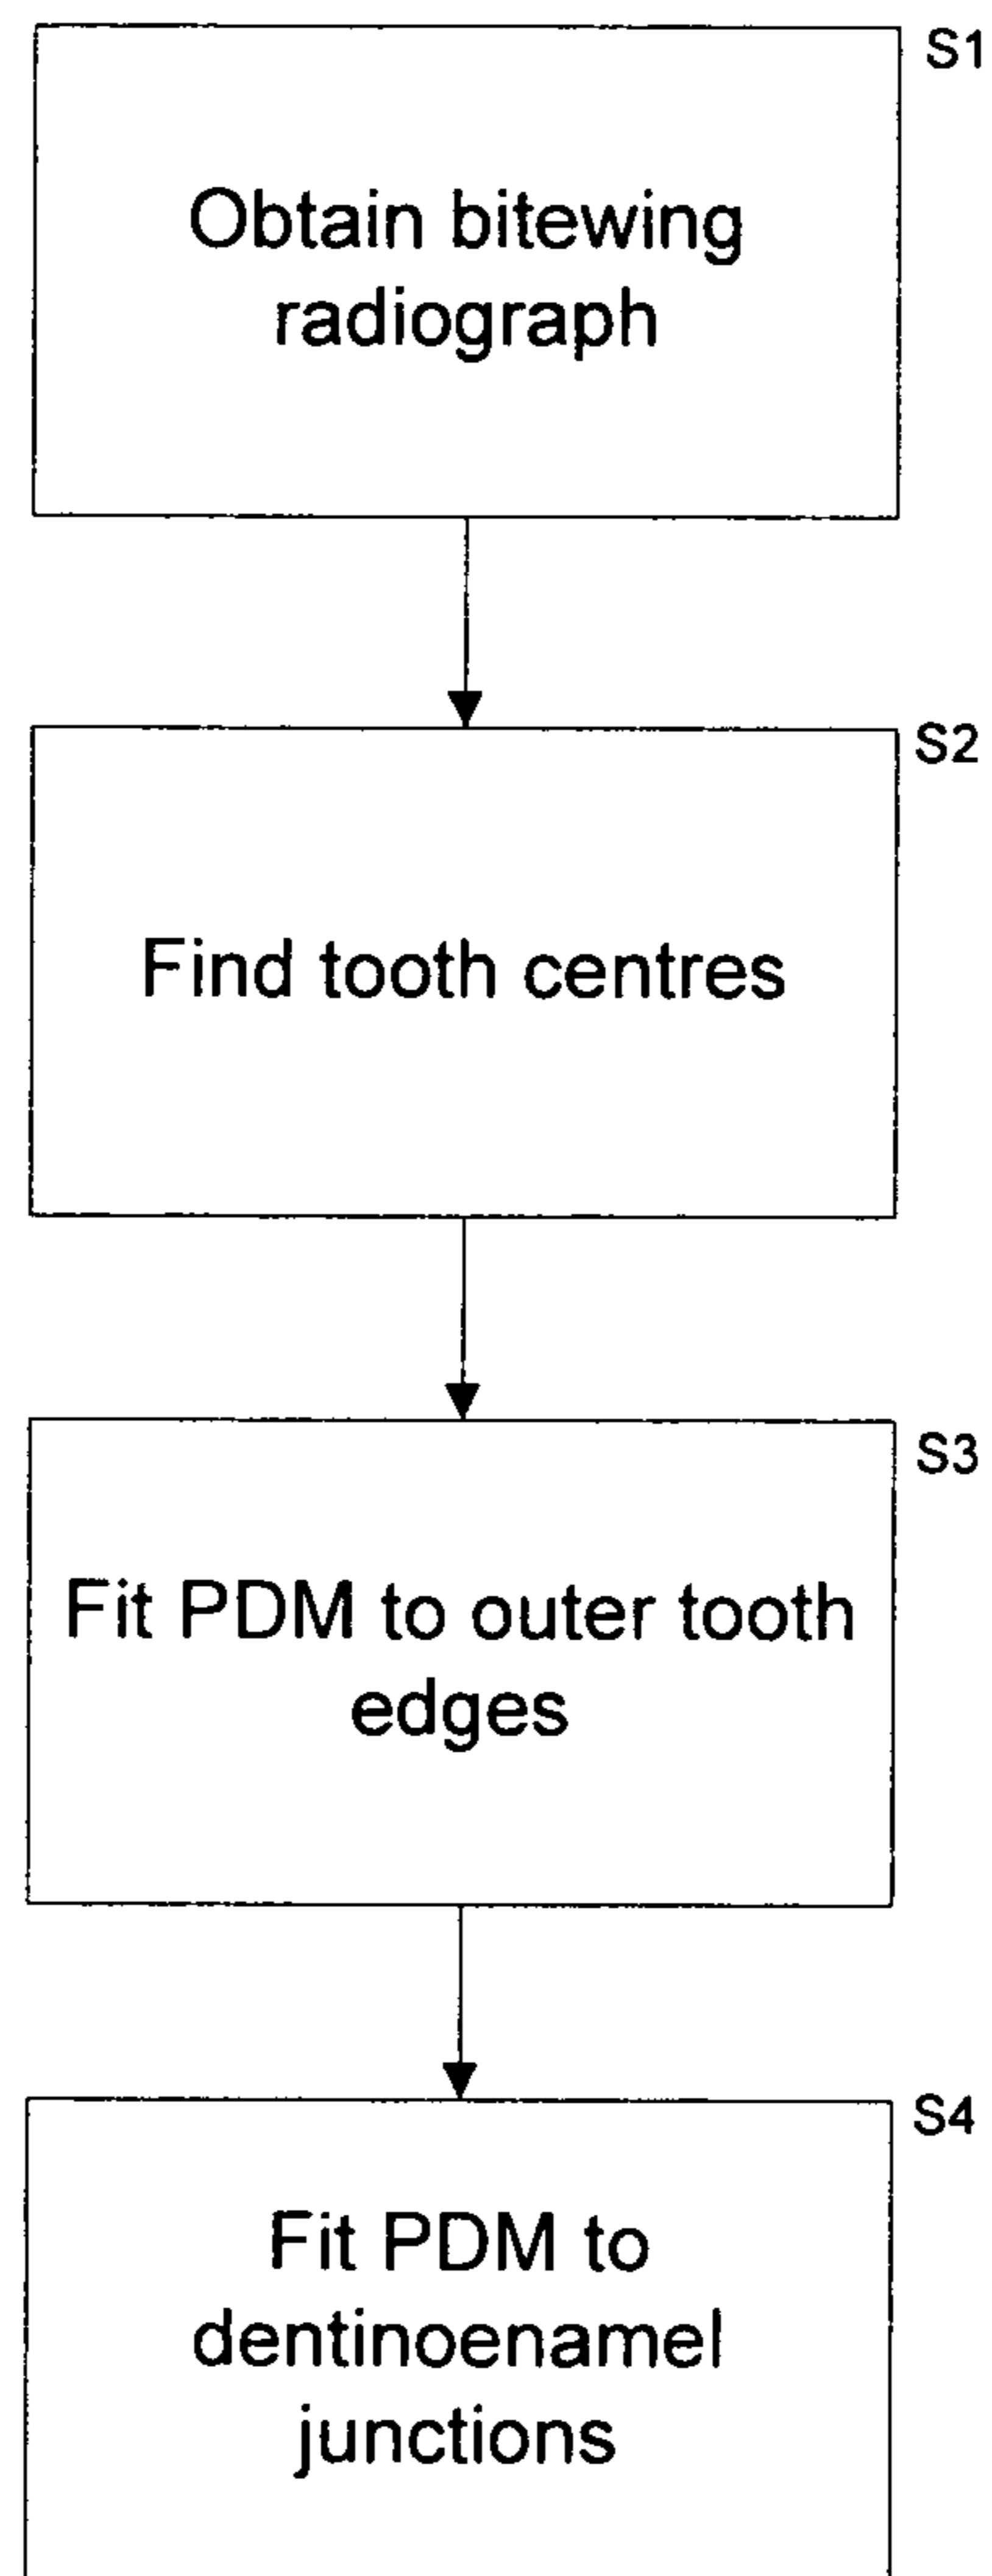 S1
Obtain bitewing
radiograph
S2
Find tooth centres
S3
Fit PDM to outer tooth
edges
S4
Fit PDM to
dentinoenamel
junctions